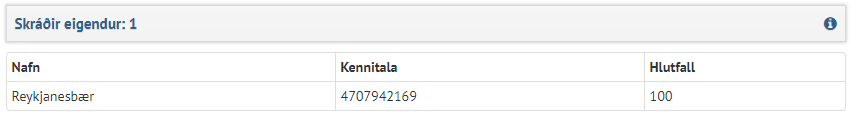 Skráðir eigendur: 1
Nafn Kennitala Hlutfall
Reykjanesbær 4707942169 100